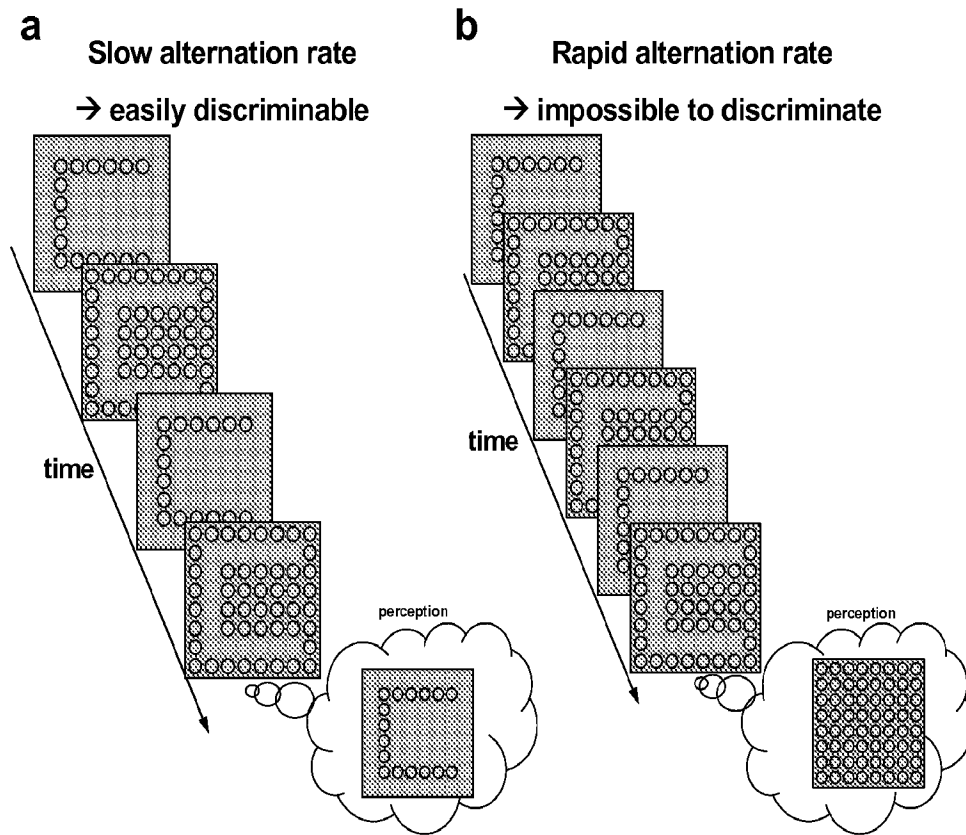 a
Slow alternation rate
→ easily discriminable
time
perception
b
Rapid alternation rate
→ impossible to discriminate
time
perception